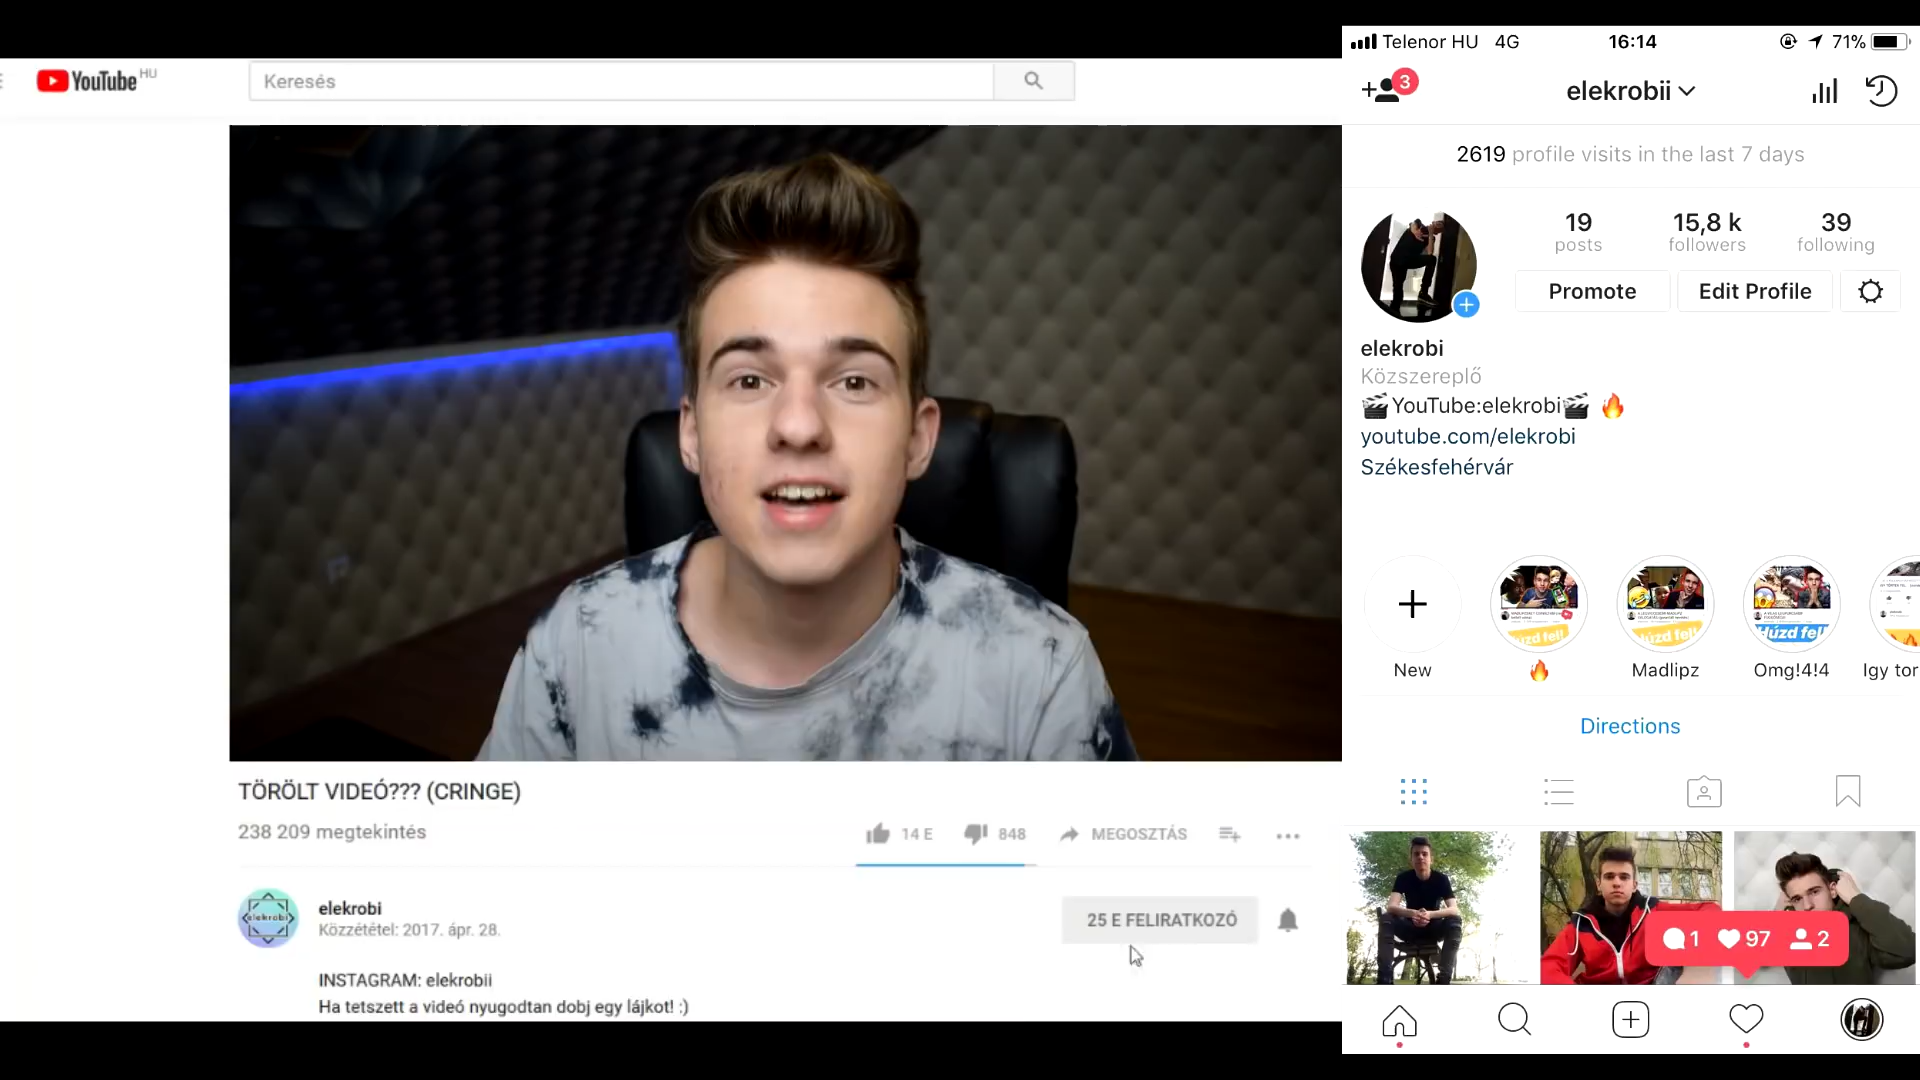 YouTube HU
Keresés
TÖRÖLT VIDEÓ??? (CRINGE)
238 209 megtekintés
14 E
848
MEGOSZTÁS
elekrobi
elekrobi
Közzététel: 2017. ápr. 28.
25 E FELIRATKOZÓ
INSTAGRAM: elekrobii
Ha tetszett a videó nyugodtan dobj egy lájkot! :)
Telenor HU 4G 16:14 71%
3
elekrobii
2619 profile visits in the last 7 days
19 15,8 k 39
posts followers following
Promote Edit Profile
elekrobi
Közszereplő
YouTube:elekrobi
youtube.com/elekrobi
Székesfehérvár
Húzd fel!
New Madlipz Omg!4!4 Igy tor
Directions
1 97 2